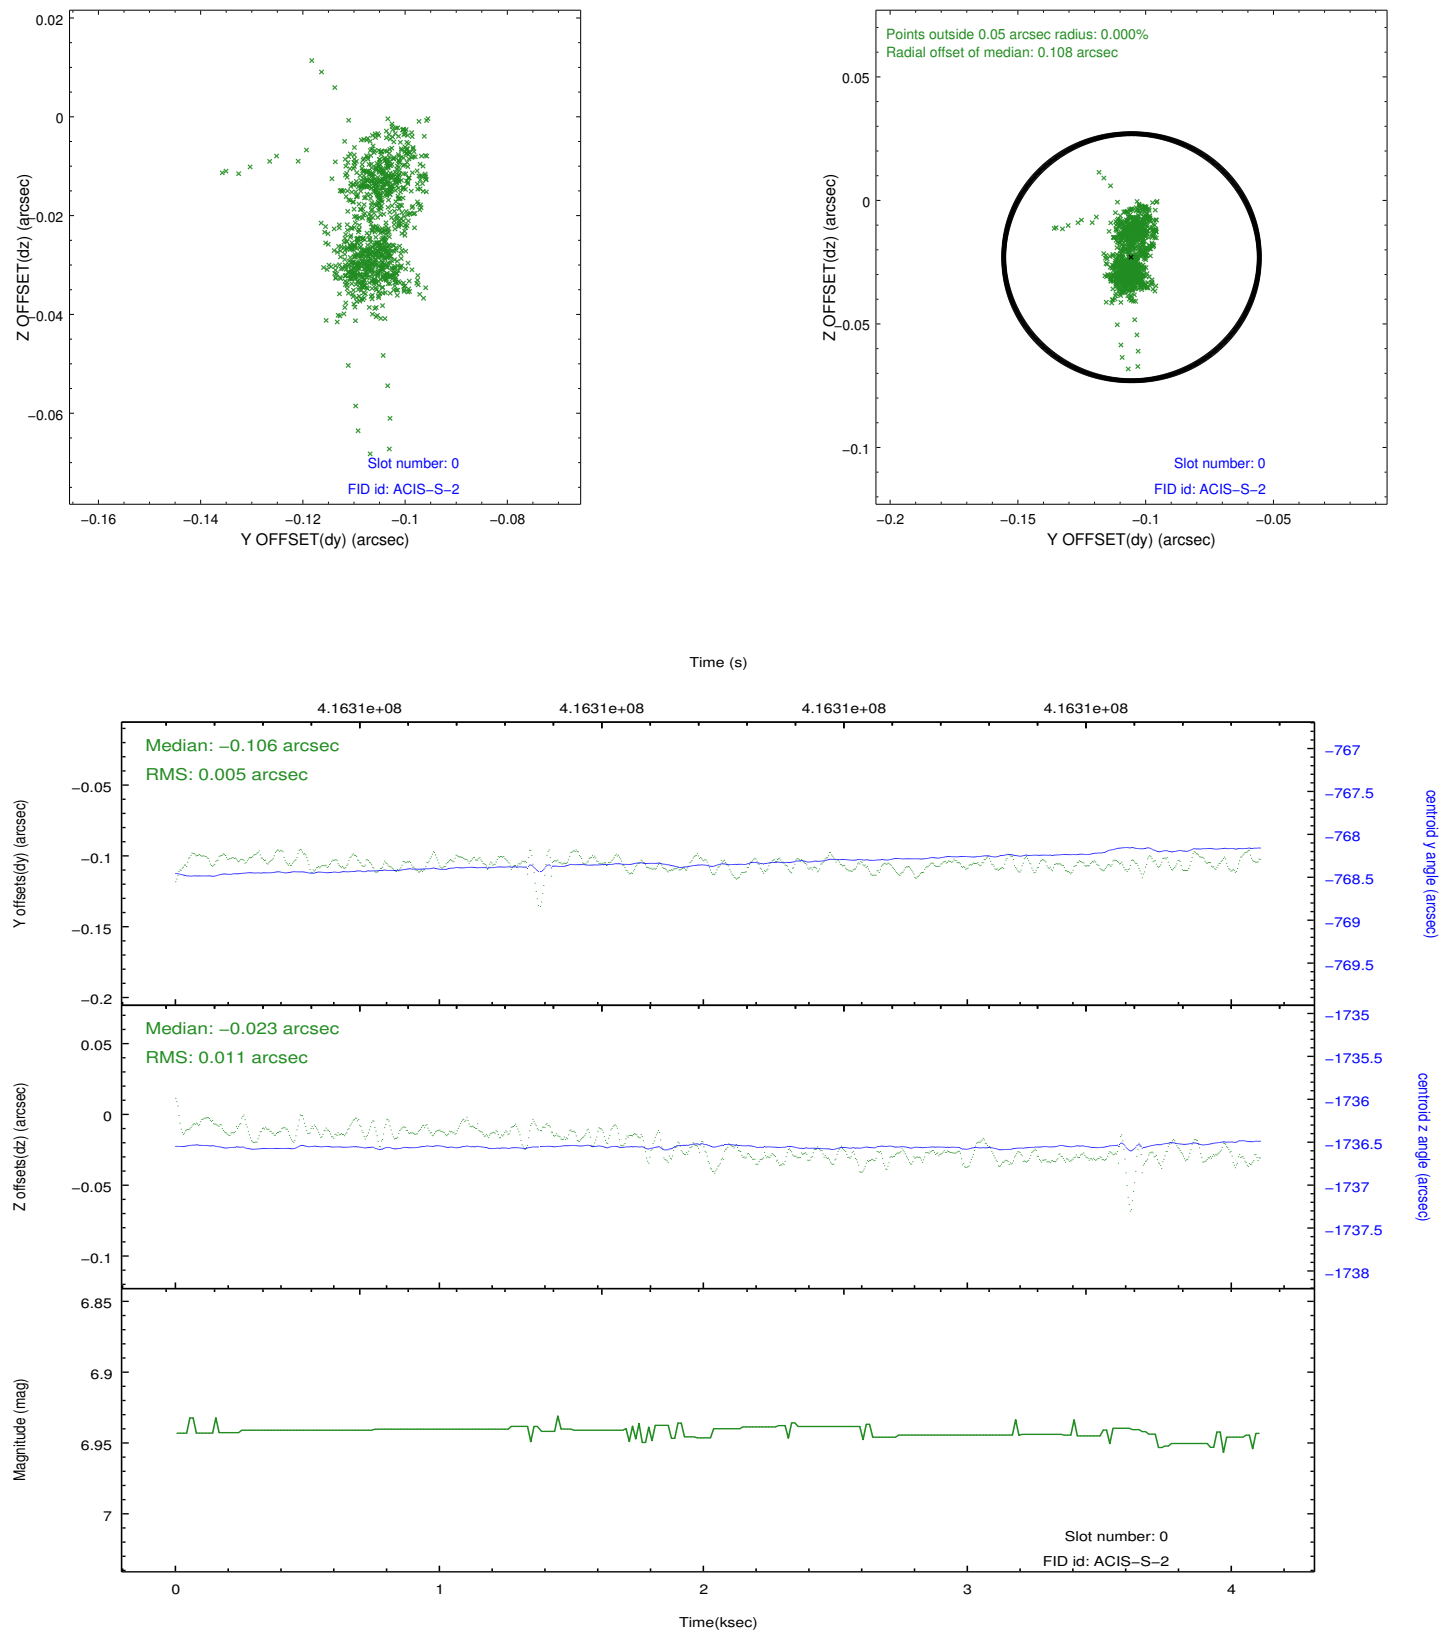 0.02
0
−0.02
−0.04
−0.06
Z OFFSET(dz) (arcsec)
Slot number: 0
FID id: ACIS−S−2
−0.16
−0.14
−0.12
−0.1
−0.08
Y OFFSET(dy) (arcsec)
Points outside 0.05 arcsec radius: 0.000%
Radial offset of median: 0.108 arcsec
0.05
0
−0.05
−0.1
Z OFFSET(dz) (arcsec)
Slot number: 0
FID id: ACIS−S−2
−0.2
−0.15
−0.1
−0.05
Y OFFSET(dy) (arcsec)
Time (s)
4.1631e+08
4.1631e+08
4.1631e+08
4.1631e+08
Median: −0.106 arcsec
RMS: 0.005 arcsec
−0.05
−0.1
−0.15
−0.2
Y offsets(dy) (arcsec)
−767
−767.5
−768
−768.5
−769
−769.5
centroid y angle (arcsec)
Median: −0.023 arcsec
RMS: 0.011 arcsec
0.05
0
−0.05
−0.1
Z offsets(dz) (arcsec)
−1735
−1735.5
−1736
−1736.5
−1737
−1737.5
−1738
centroid z angle (arcsec)
6.85
6.9
6.95
7
Magnitude (mag)
Slot number: 0
FID id: ACIS−S−2
0
1
2
3
4
Time(ksec)